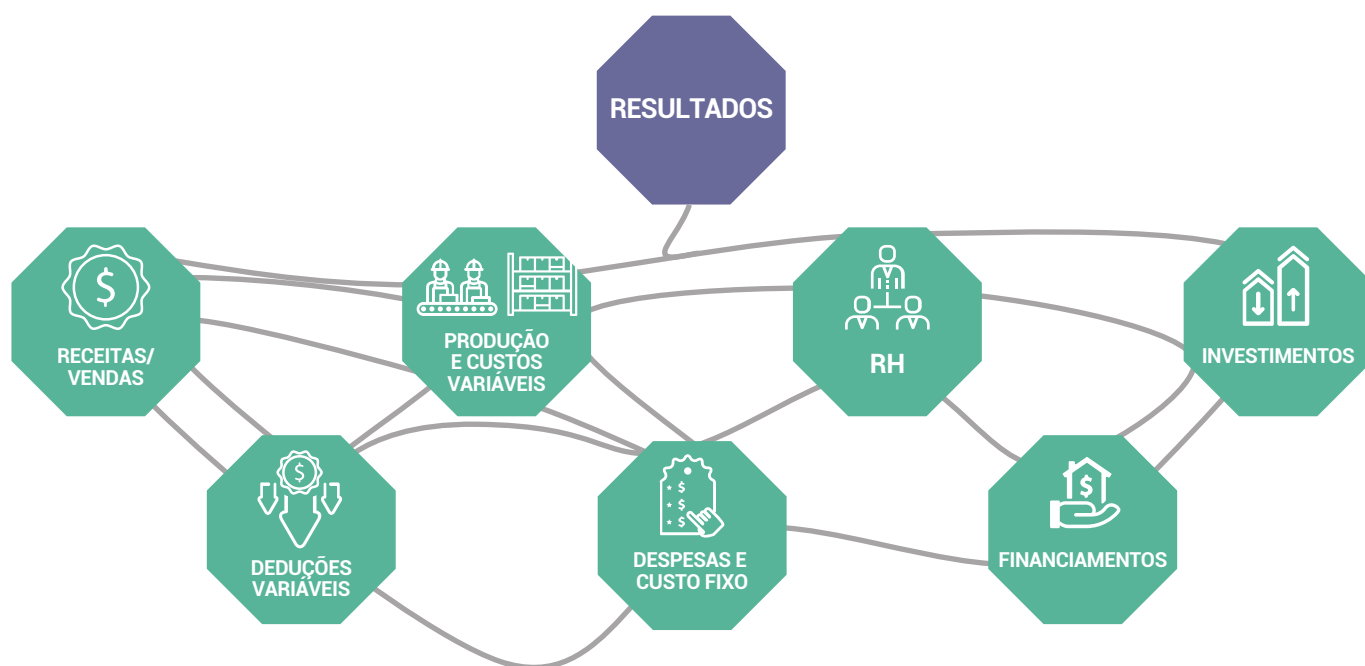 RESULTADOS
$
RECEITAS/
VENDAS
PRODUÇÃO
E CUSTOS
VARIÁVEIS
RH
INVESTIMENTOS
$
DEDUÇÕES
VARIÁVEIS
* $
* $
* $
DESPESAS E
CUSTO FIXO
$
FINANCIAMENTOS